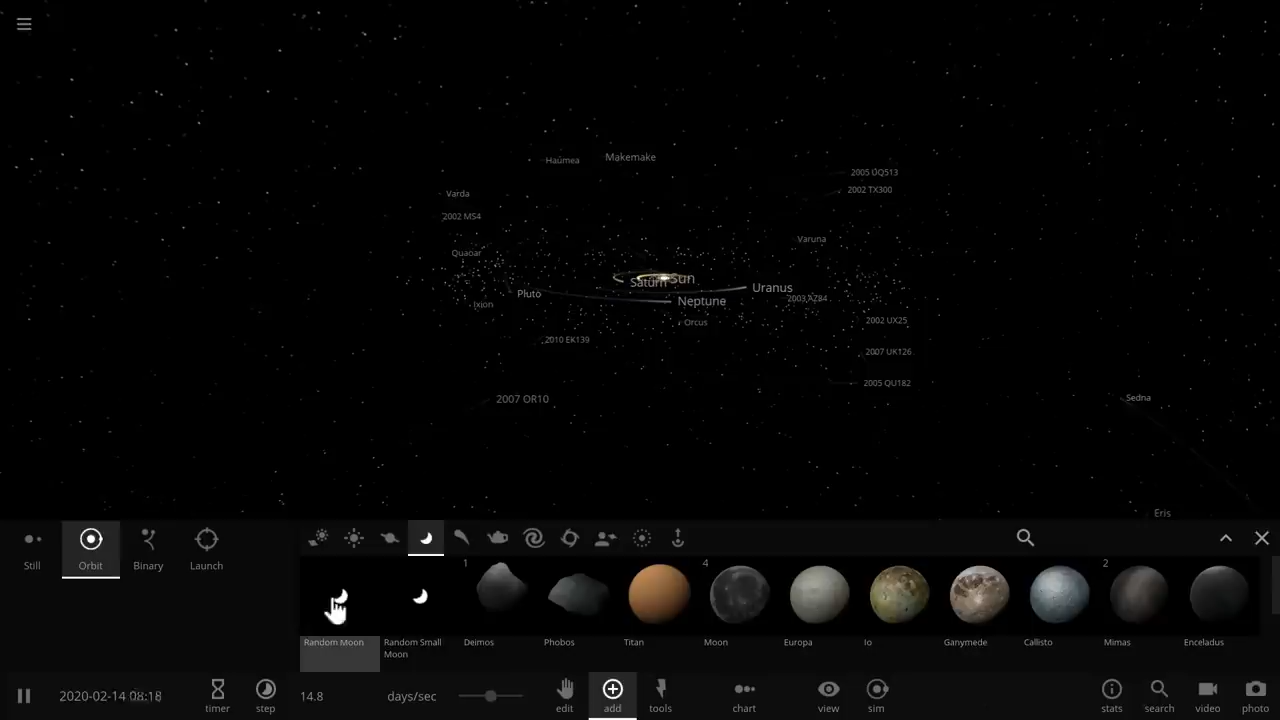 Haumea
Makemake
2005 UQ513
2002 TX300
Varda
2002 MS4
Varuna
Quaoar
Saturn
Sun
Uranus
Pluto
2003 AZ84
Neptune
Ixion
Orcus
2002 UX25
2010 EK139
2007 UK126
2005 QU182
2007 OR10
Sedna
Eris
Still
Orbit
Binary
Launch
1
4
2
Random Moon
Random Small
Moon
Deimos
Phobos
Titan
Moon
Europa
Io
Ganymede
Callisto
Mimas
Enceladus
2020-02-14 08:18
timer
step
14.8
days/sec
edit
add
tools
chart
view
sim
stats
search
video
photo